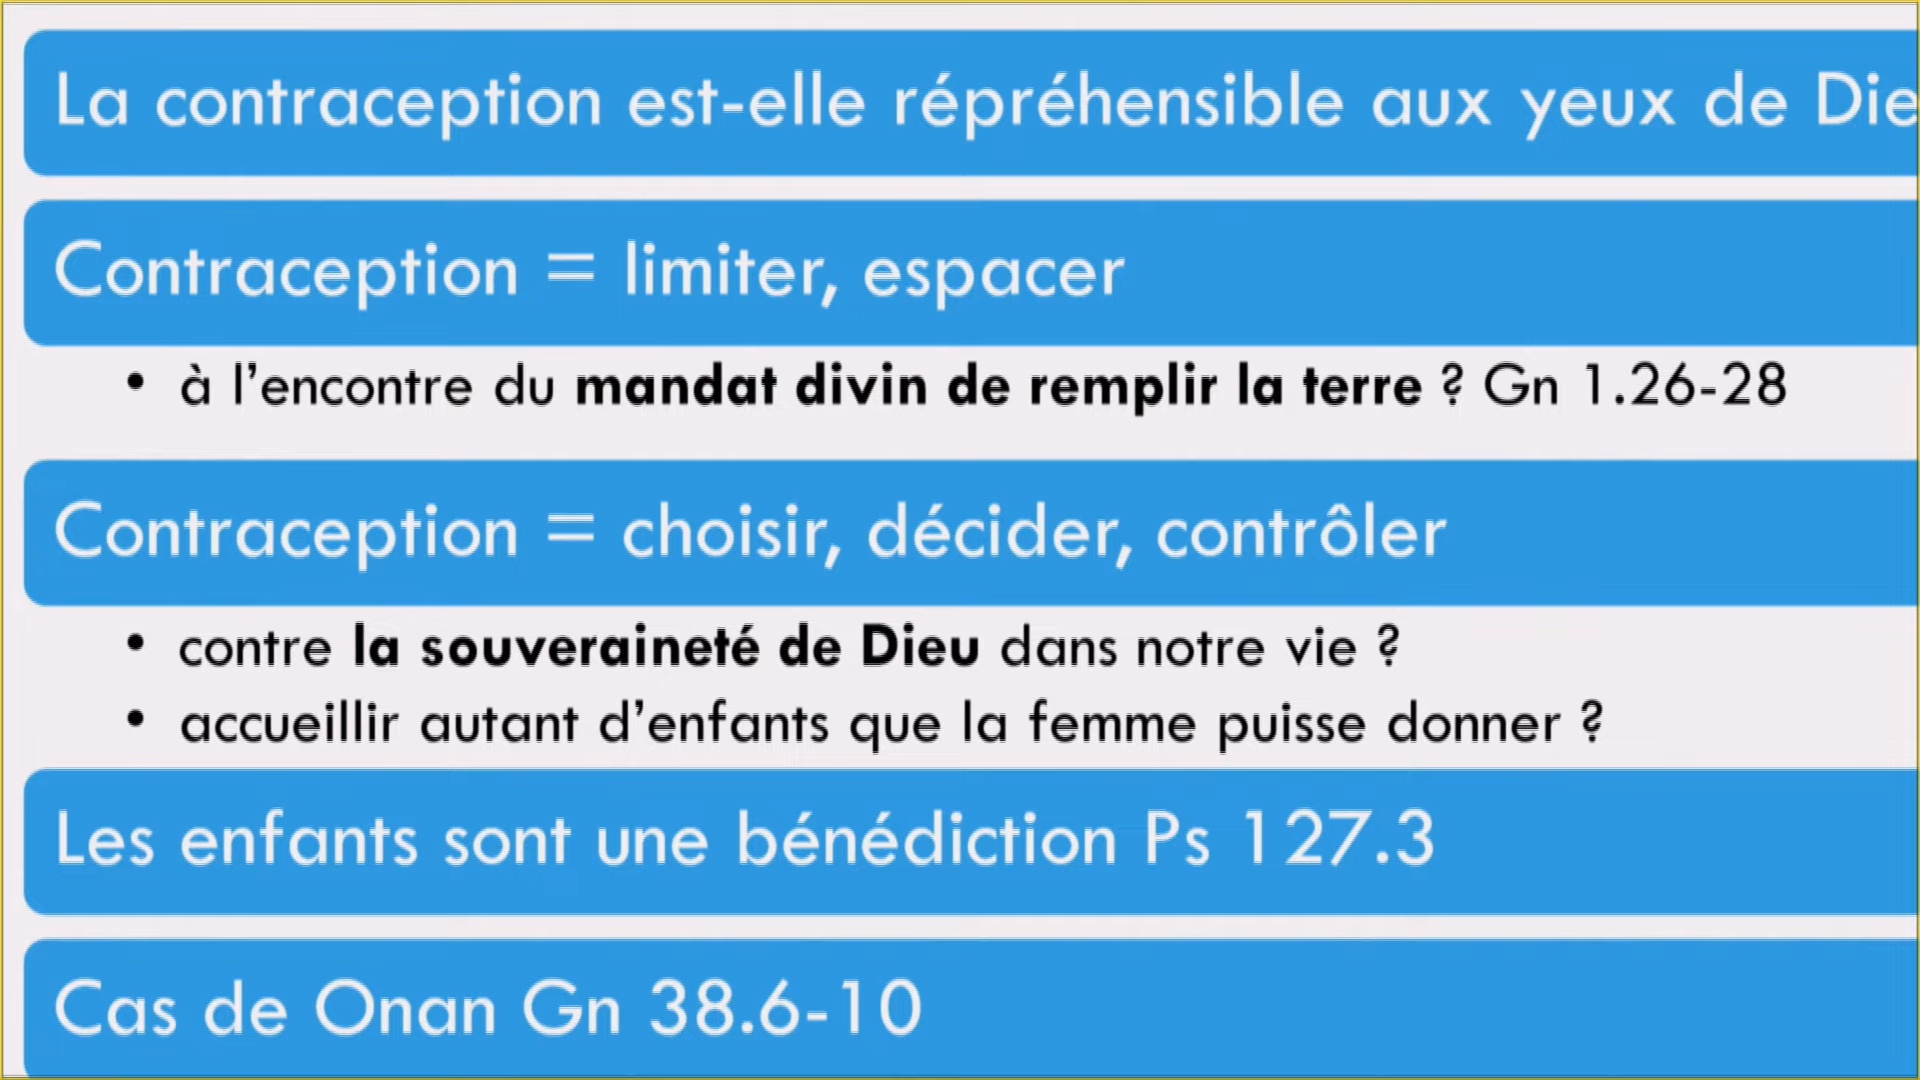 La contraception est-elle répréhensible aux yeux de Die
Contraception = limiter, espacer
• à l'encontre du mandat divin de remplir la terre ? Gn 1.26-28
Contraception = choisir, décider, contrôler
• contre la souveraineté de Dieu dans notre vie ?
• accueillir autant d'enfants que la femme puisse donner ?
Les enfants sont une bénédiction Ps 127.3
Cas de Onan Gn 38.6-10